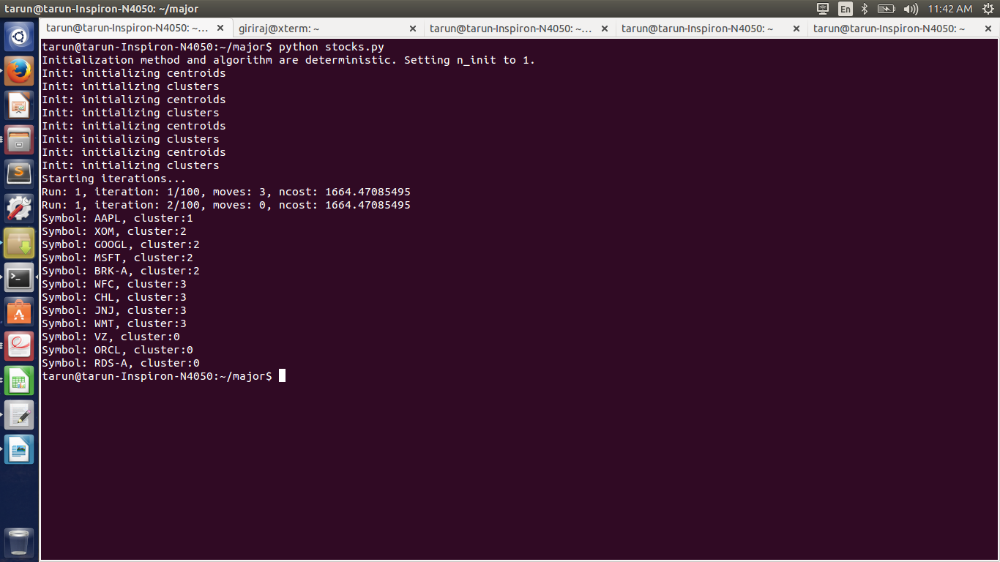 tarun@tarun-Inspiron-N4050: ~/major
En
11:42 AM
tarun@tarun-Inspiron-N4050: ~...
giriraj@xterm: ~
tarun@tarun-Inspiron-N4050: ~...
tarun@tarun-Inspiron-N4050: ~
tarun@tarun-Inspiron-N4050: ~
tarun@tarun-Inspiron-N4050:~/major$ python stocks.py
Initialization method and algorithm are deterministic. Setting n_init to 1.
Init: initializing centroids
Init: initializing clusters
Init: initializing centroids
Init: initializing clusters
Init: initializing centroids
Init: initializing clusters
Init: initializing centroids
Init: initializing clusters
Starting iterations...
Run: 1, iteration: 1/100, moves: 3, ncost: 1664.47085495
Run: 1, iteration: 2/100, moves: 0, ncost: 1664.47085495
Symbol: AAPL, cluster:1
Symbol: XOM, cluster:2
Symbol: GOOGL, cluster:2
Symbol: MSFT, cluster:2
Symbol: BRK-A, cluster:2
Symbol: WFC, cluster:3
Symbol: CHL, cluster:3
Symbol: JNJ, cluster:3
Symbol: WMT, cluster:3
Symbol: VZ, cluster:0
Symbol: ORCL, cluster:0
Symbol: RDS-A, cluster:0
tarun@tarun-Inspiron-N4050:~/major$